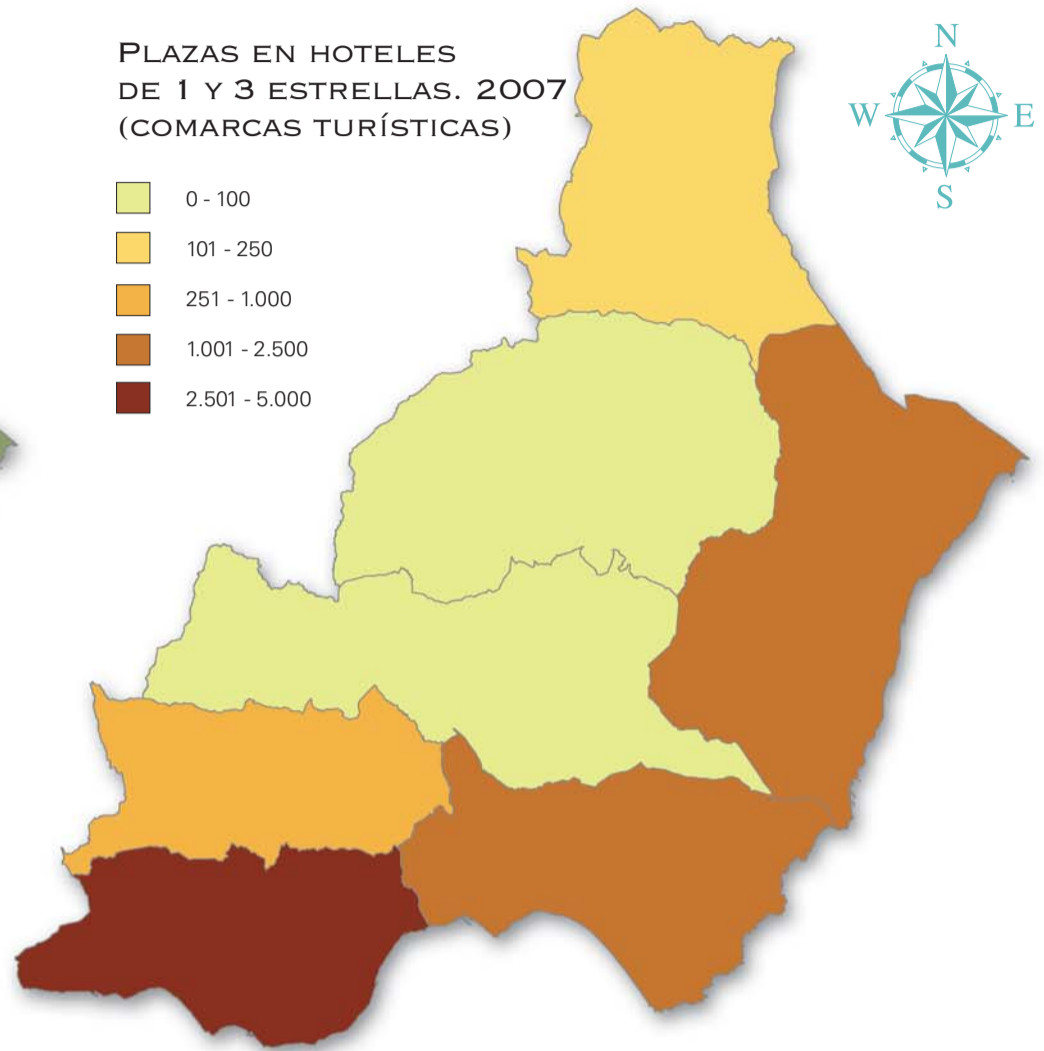 PLAZAS EN HOTELES
DE 1 Y 3 ESTRELLAS. 2007
(COMARCAS TURÍSTICAS)
0 - 100
101 - 250
251 - 1.000
1.001 - 2.500
2.501 - 5.000
N
W E
S